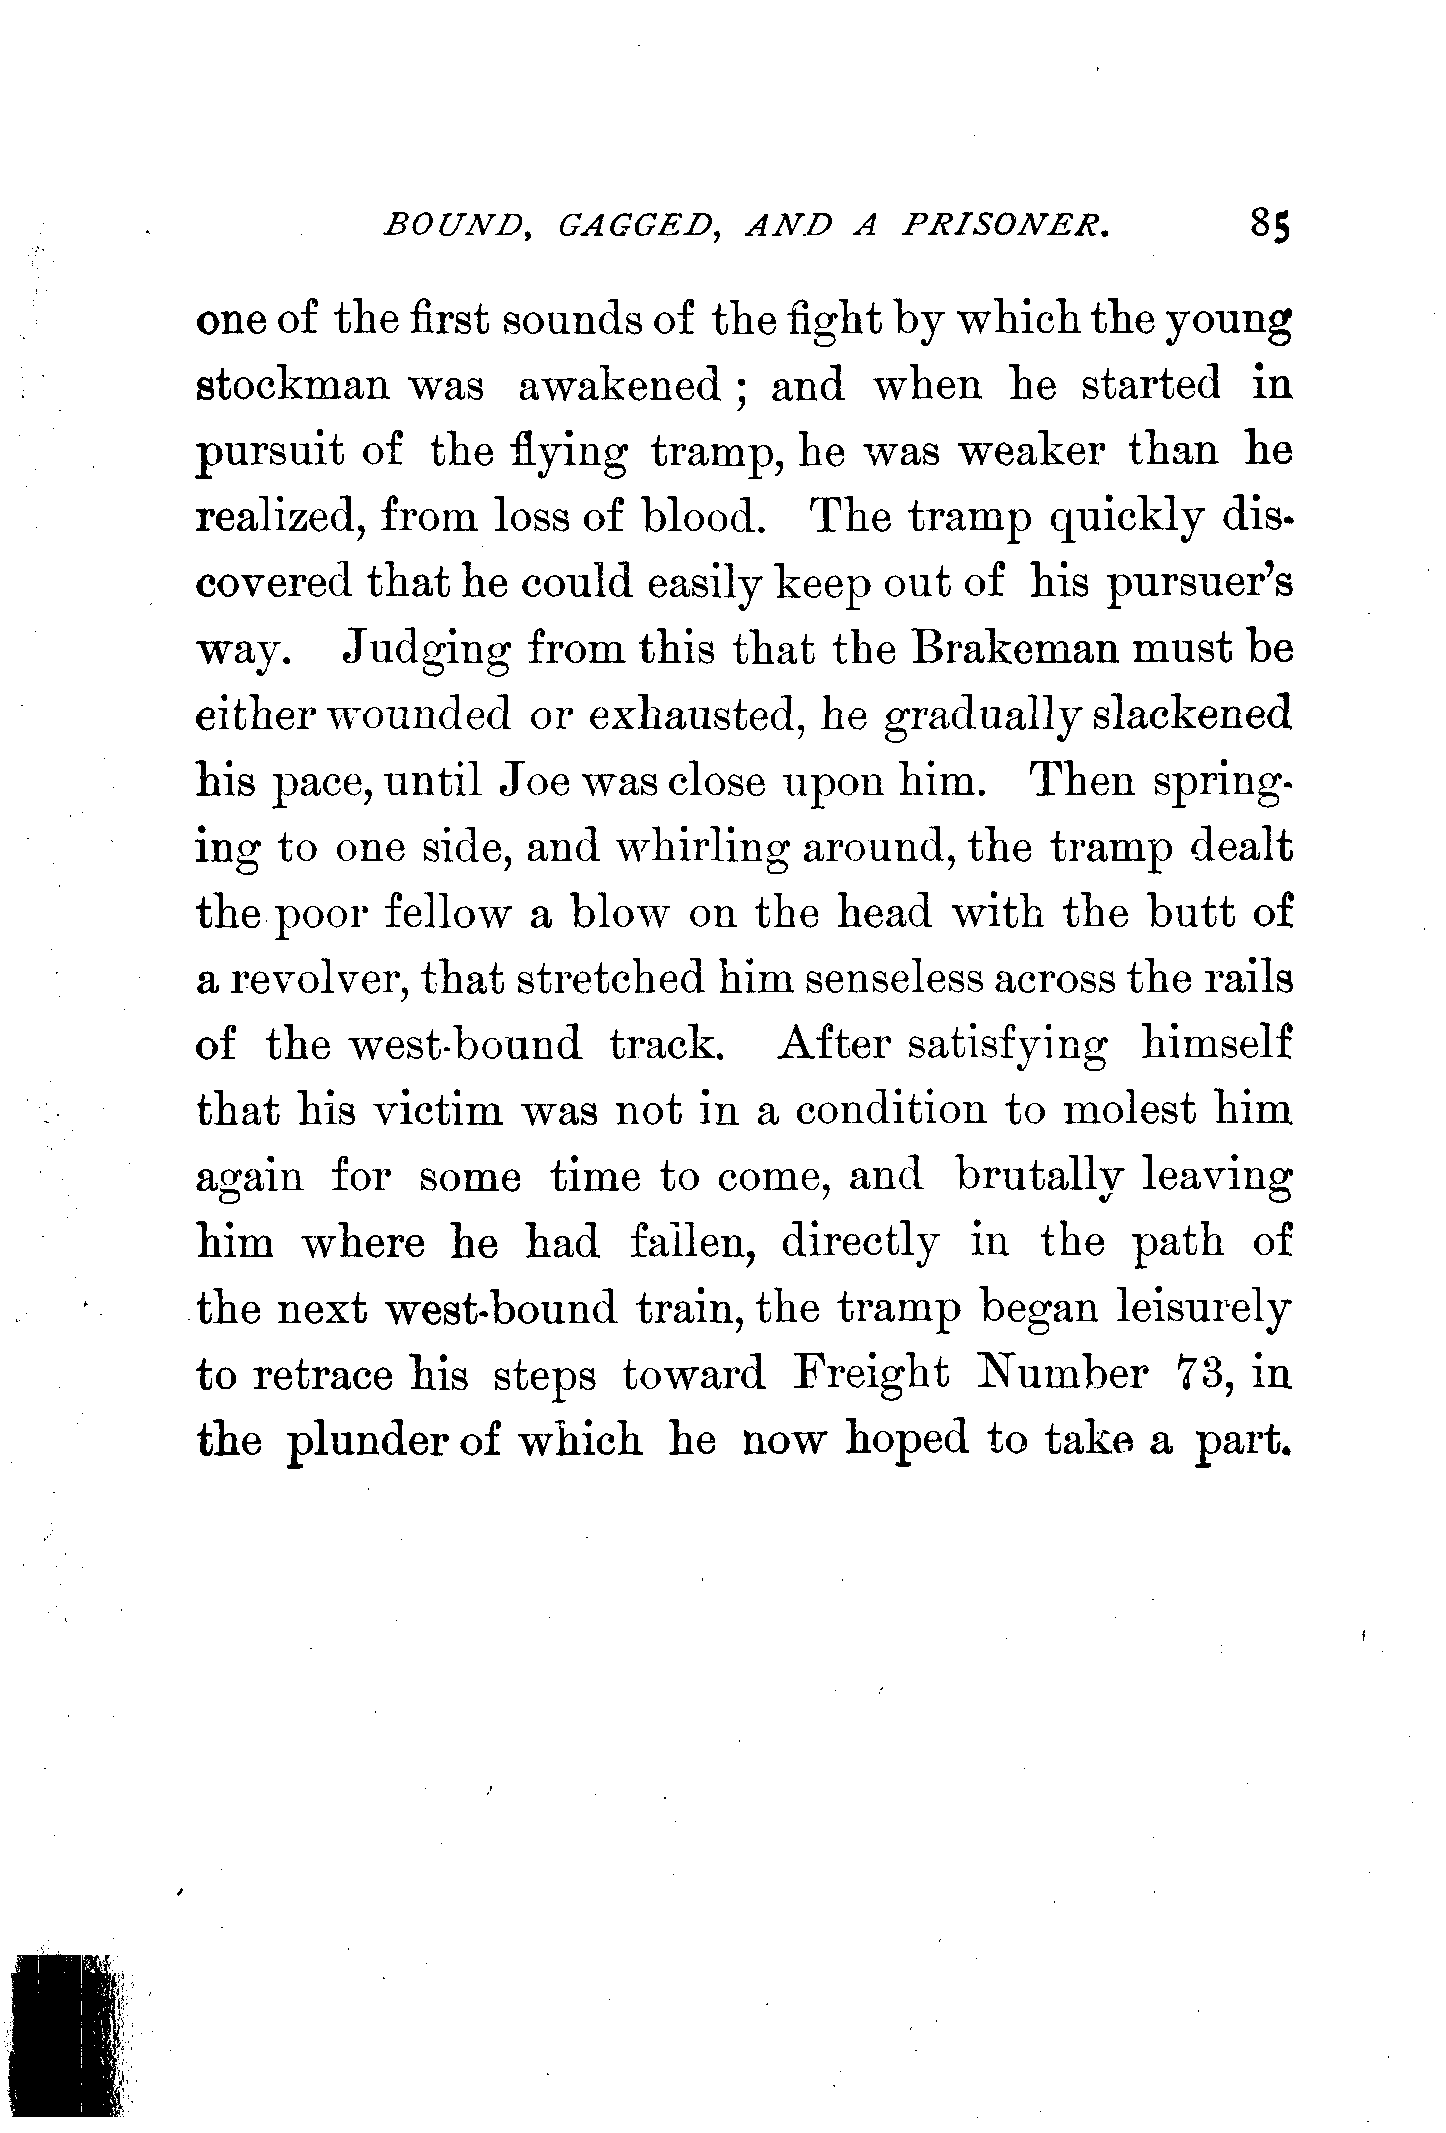 BOUND, GAGGED, AND A PRISONER. 85
one of the first sounds of the fight by which the young
stockman was awakened ; and when he started in
pursuit of the flying tramp, he was weaker than he
realized, from loss of blood. The tramp quickly dis-
covered that he could easily keep out of his pursuer's
way. Judging from this that the Brakeman must be
either wounded or exhausted, he gradually slackened
his pace, until Joe was close upon him. Then spring-
ing to one side, and whirling around, the tramp dealt
the poor fellow a blow on the head with the butt of
a revolver, that stretched him senseless across the rails
of the west-bound track. After satisfying himself
that his victim was not in a condition to molest him
again for some time to come, and brutally leaving
him where he had fallen, directly in the path of
the next west-bound train, the tramp began leisurely
to retrace his steps toward Freight Number 73, in
the plunder of which he now hoped to take a part.